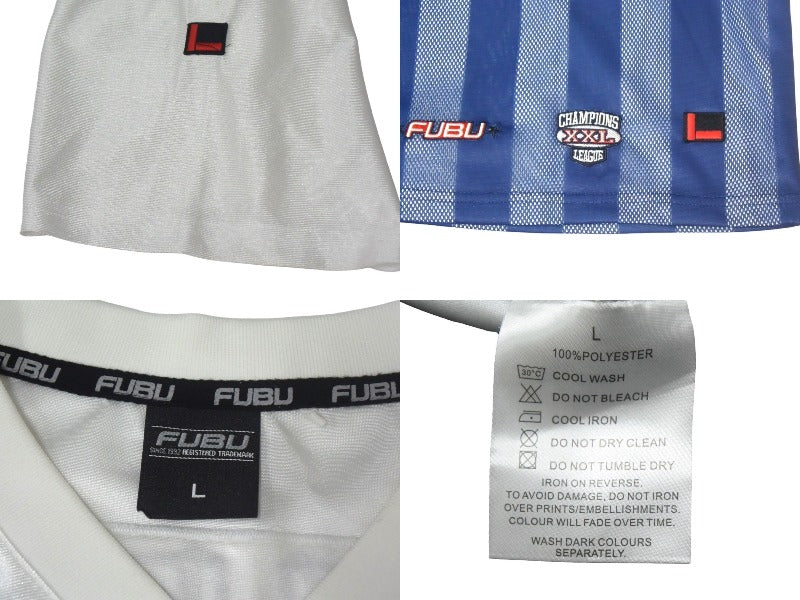 L
FUBU
CHAMPIONS
XXL
LEAGUE
L
FUBU FUBU FUBU FUBU
FUBU
SINCE 1992 REGISTERED TRADEMARK
L
L
100%POLYESTER
30°C COOL WASH
DO NOT BLEACH
COOL IRON
DO NOT DRY CLEAN
DO NOT TUMBLE DRY
IRON ON REVERSE.
TO AVOID DAMAGE, DO NOT IRON
OVER PRINTS/EMBELLISHMENTS.
COLOUR WILL FADE OVER TIME.
WASH DARK COLOURS
SEPARATELY.